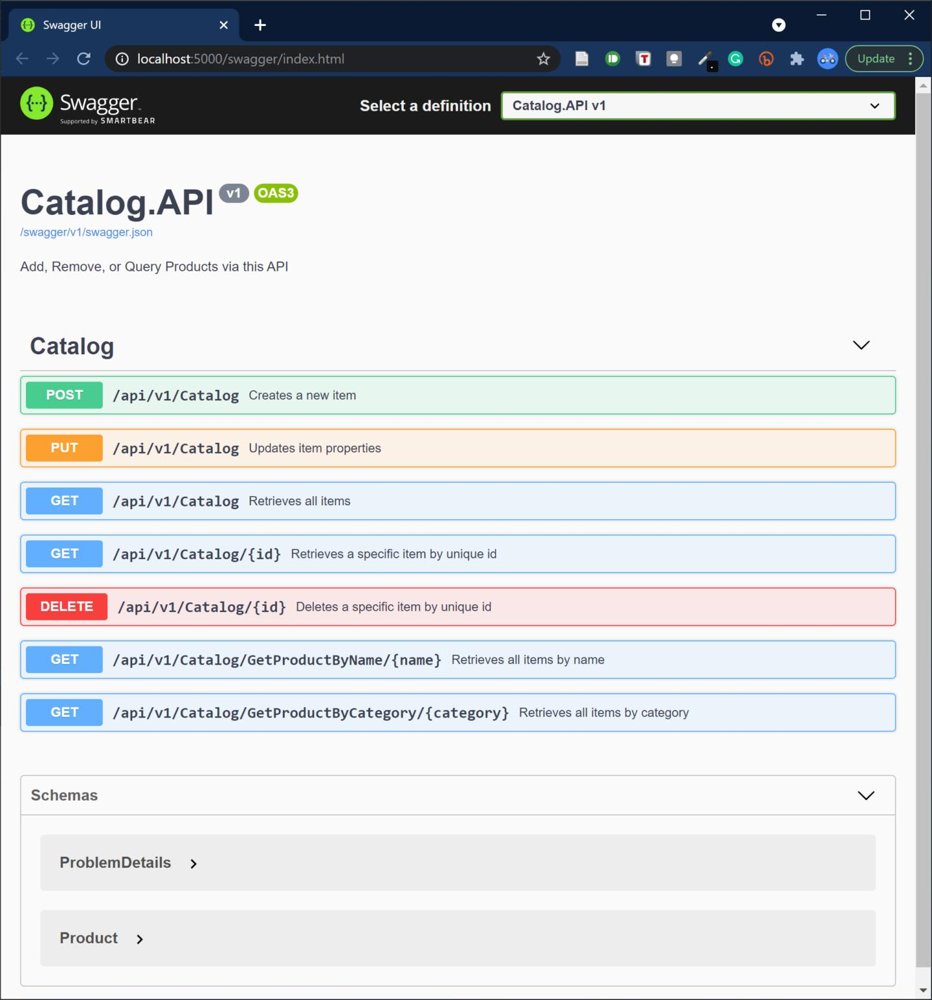 Swagger UI
localhost:5000/swagger/index.html
Update
Swagger
Supported by SMARTBEAR
Select a definition
Catalog.API v1
Catalog.API v1 OAS3
/swagger/v1/swagger.json
Add, Remove, or Query Products via this API
Catalog
POST /api/v1/Catalog Creates a new item
PUT /api/v1/Catalog Updates item properties
GET /api/v1/Catalog Retrieves all items
GET /api/v1/Catalog/{id} Retrieves a specific item by unique id
DELETE /api/v1/Catalog/{id} Deletes a specific item by unique id
GET /api/v1/Catalog/GetProductByName/{name} Retrieves all items by name
GET /api/v1/Catalog/GetProductByCategory/{category} Retrieves all items by category
Schemas
ProblemDetails
Product